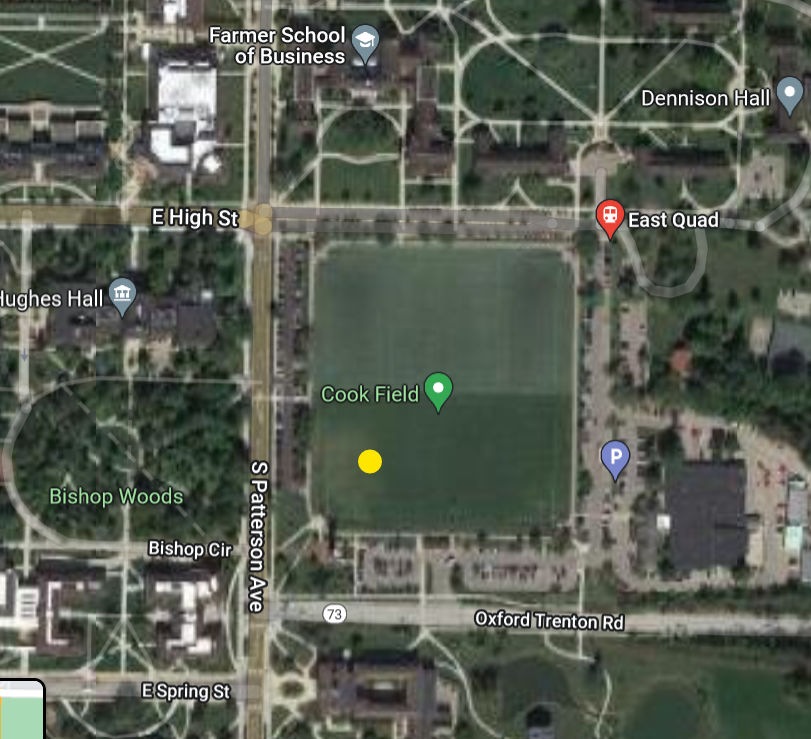 Farmer School
of Business
Dennison Hall
E High St
East Quad
Hughes Hall
Cook Field
P
Bishop Woods
S Patterson Ave
Bishop Cir
73
Oxford Trenton Rd
E Spring St